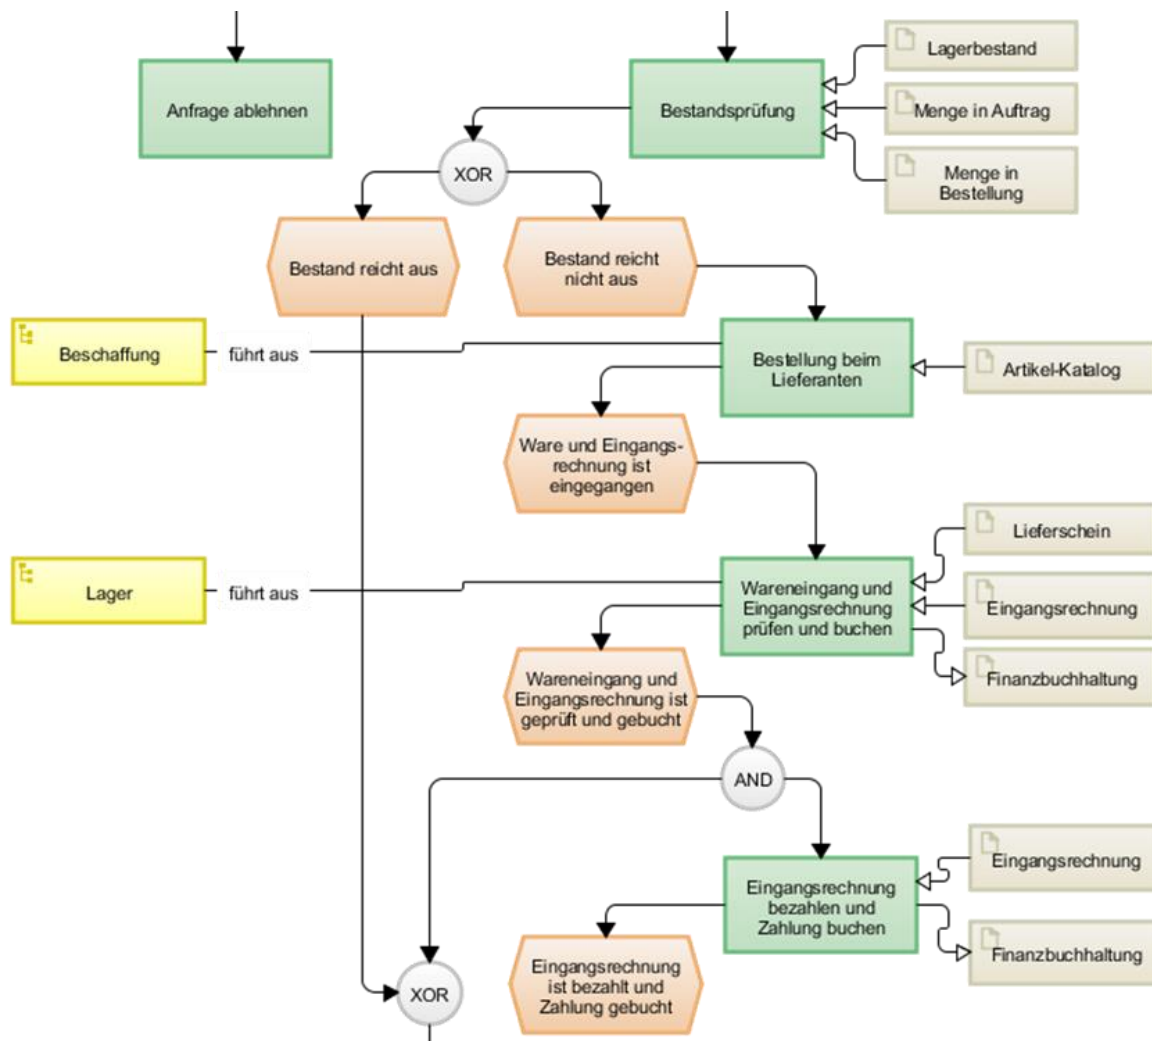 Lagerbestand
Anfrage ablehnen
Bestandsprüfung
Menge in Auftrag
XOR
Menge in
Bestellung
Bestand reicht aus
Bestand reicht
nicht aus
Beschaffung
führt aus
Bestellung beim
Lieferanten
Artikel-Katalog
Ware und Eingangs-
rechnung ist
eingegangen
Lieferschein
Lager
führt aus
Wareneingang und
Eingangsrechnung
prüfen und buchen
Eingangsrechnung
Finanzbuchhaltung
Wareneingang und
Eingangsrechnung ist
geprüft und gebucht
AND
Eingangsrechnung
Eingangsrechnung
bezahlen und
Zahlung buchen
Finanzbuchhaltung
Eingangsrechnung
ist bezahlt und
Zahlung gebucht
XOR